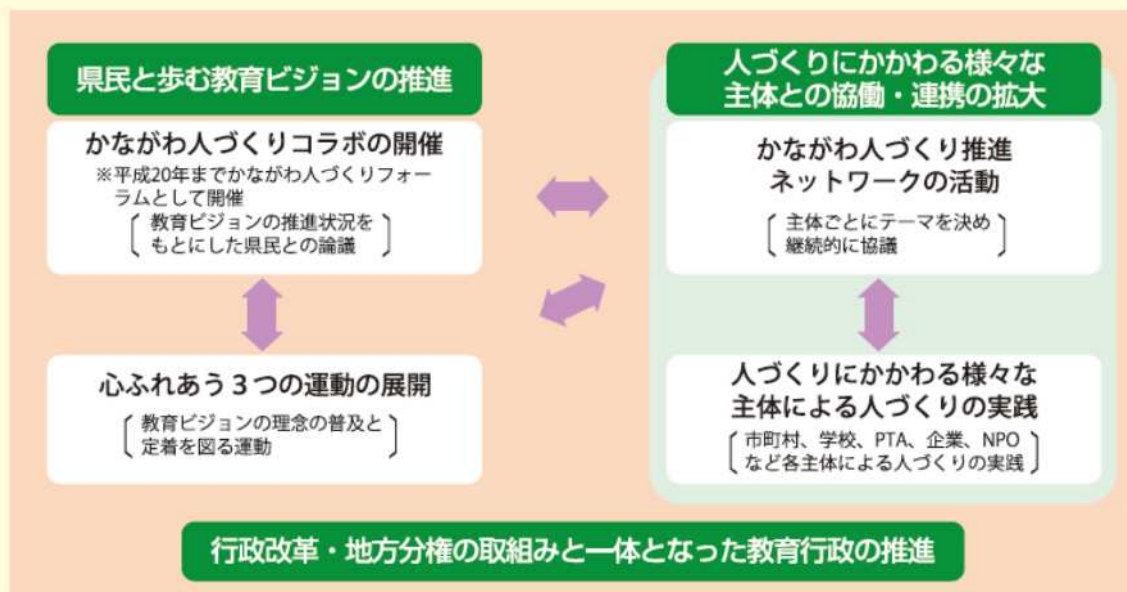 県民と歩む教育ビジョンの推進
かながわ人づくりコラボの開催
※平成20年までかながわ人づくりフォー
ラムとして開催
教育ビジョンの推進状況を
もとにした県民との論議
心ふれあう３つの運動の展開
教育ビジョンの理念の普及と
定着を図る運動
人づくりにかかわる様々な
主体との協働・連携の拡大
かながわ人づくり推進
ネットワークの活動
主体ごとにテーマを決め
継続的に協議
人づくりにかかわる様々な
主体による人づくりの実践
市町村、学校、PTA、企業、NPO
など各主体による人づくりの実践
行政改革・地方分権の取組みと一体となった教育行政の推進